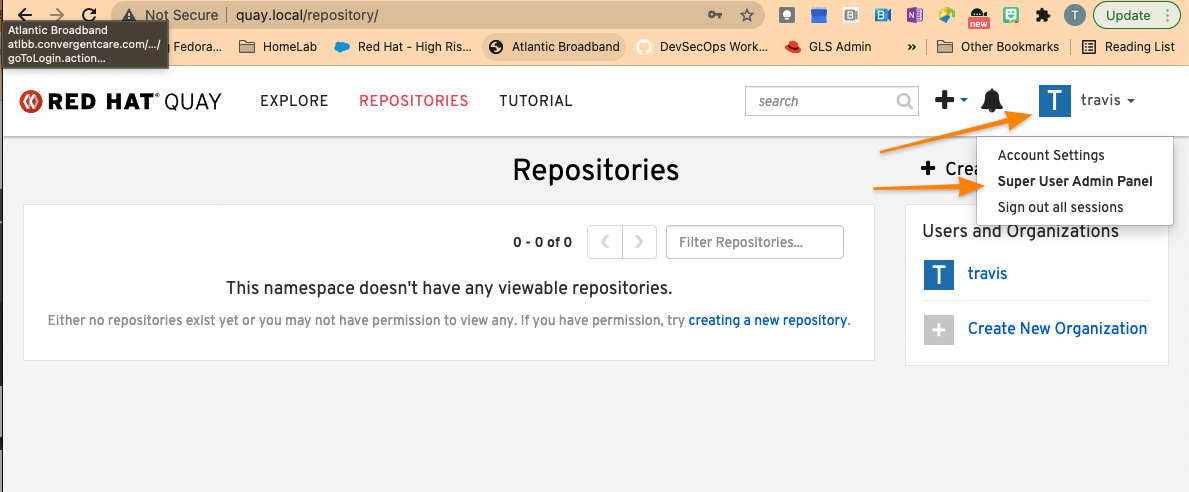 Not Secure quay.local/repository/
new T Update
Atlantic Broadband
atlbb.convergentcare.com/.../
goToLogin.action...
Fedora... HomeLab Red Hat - High Ris... Atlantic Broadband DevSecOps Work... GLS Admin » Other Bookmarks Reading List
RED HAT® QUAY EXPLORE REPOSITORIES TUTORIAL search T travis
Account Settings
Super User Admin Panel
Sign out all sessions
Repositories
0 - 0 of 0 Filter Repositories...
This namespace doesn't have any viewable repositories.
Either no repositories exist yet or you may not have permission to view any. If you have permission, try creating a new repository.
Users and Organizations
T travis
Create New Organization